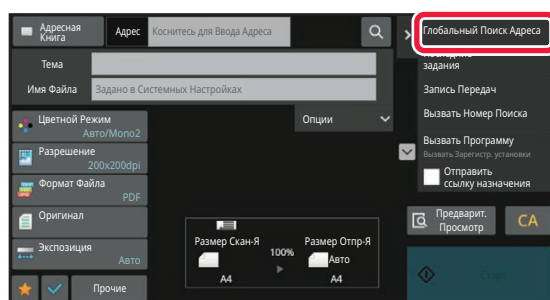 Адресная
Книга
Адрес
Коснитесь для Ввода Адреса
Глобальный Поиск Адреса
Тема
задания
Имя Файла
Задано в Системных Настройках
Запись Передач
Цветной Режим
Авто/Mono2
Опции
Вызвать Номер Поиска
Разрешение
200x200dpi
Вызвать Программу
Вызвать Зарегистр. установки
Формат Файла
PDF
Отправить
ссылку назначения
Оригинал
Предварит.
Просмотр
CA
Экспозиция
Авто
Размер Скан-Я
100%
Размер Отпр-Я
Авто
A4
A4
Прочие
Старт